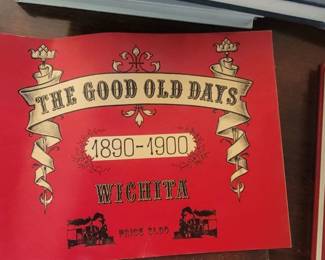 THE GOOD OLD DAYS
1890-1900
WICHITA
PRICE $1.00